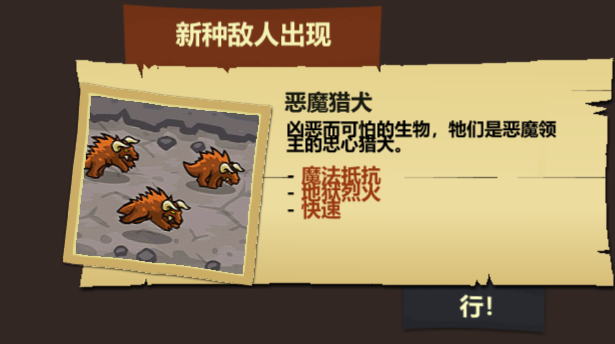 新种敌人出现
恶魔猎犬
凶恶而可怕的生物，牠们是恶魔领
主的忠心猎犬。
- 魔法抵抗
- 地狱烈火
- 快速
行！